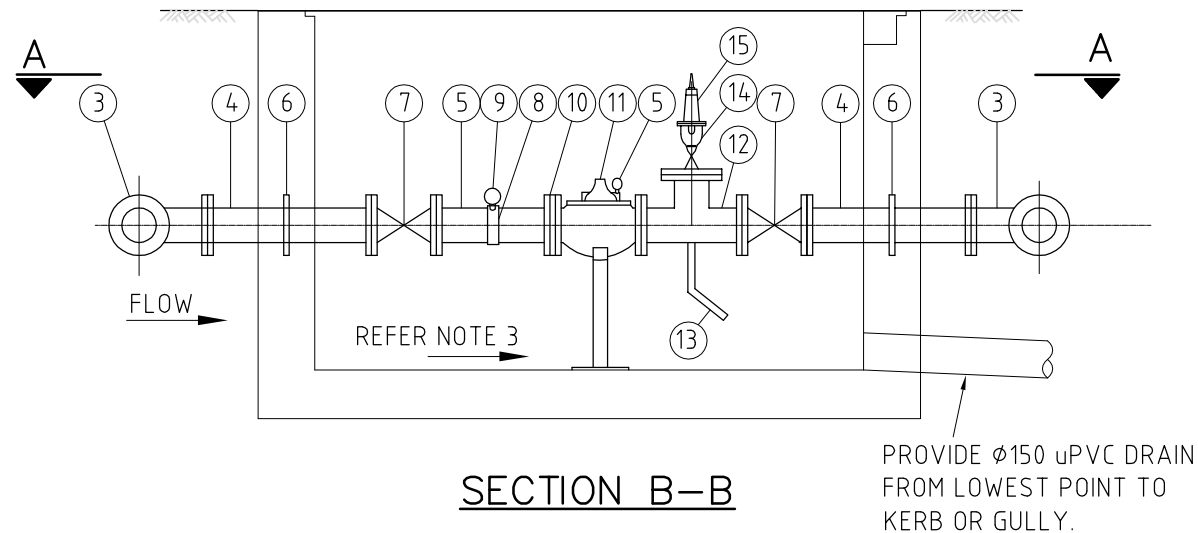 A
A
15
14
3
4
6
7
5
9
8
10
11
5
12
7
4
6
3
FLOW
REFER NOTE 3
13
SECTION B-B
PROVIDE ø150 uPVC DRAIN
FROM LOWEST POINT TO
KERB OR GULLY.